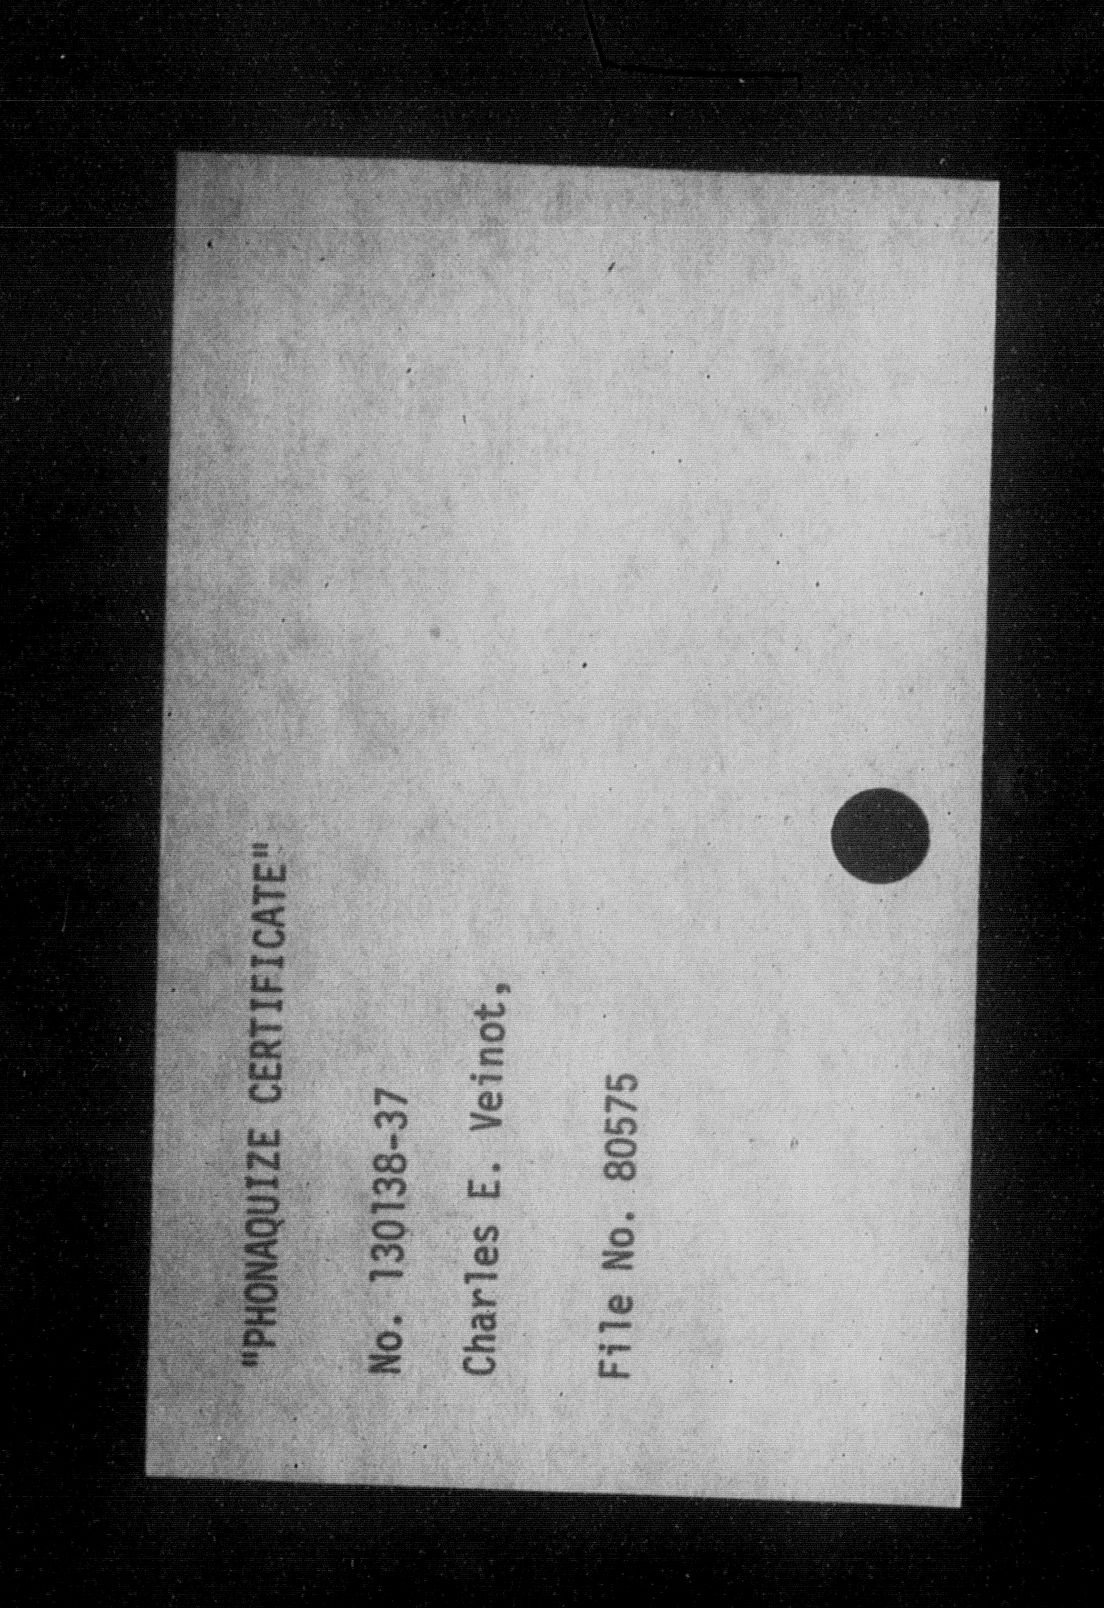 "PHONAQUIZE CERTIFICATE"
No. 130138-37
Charles E. Veinot,
File No. 80575